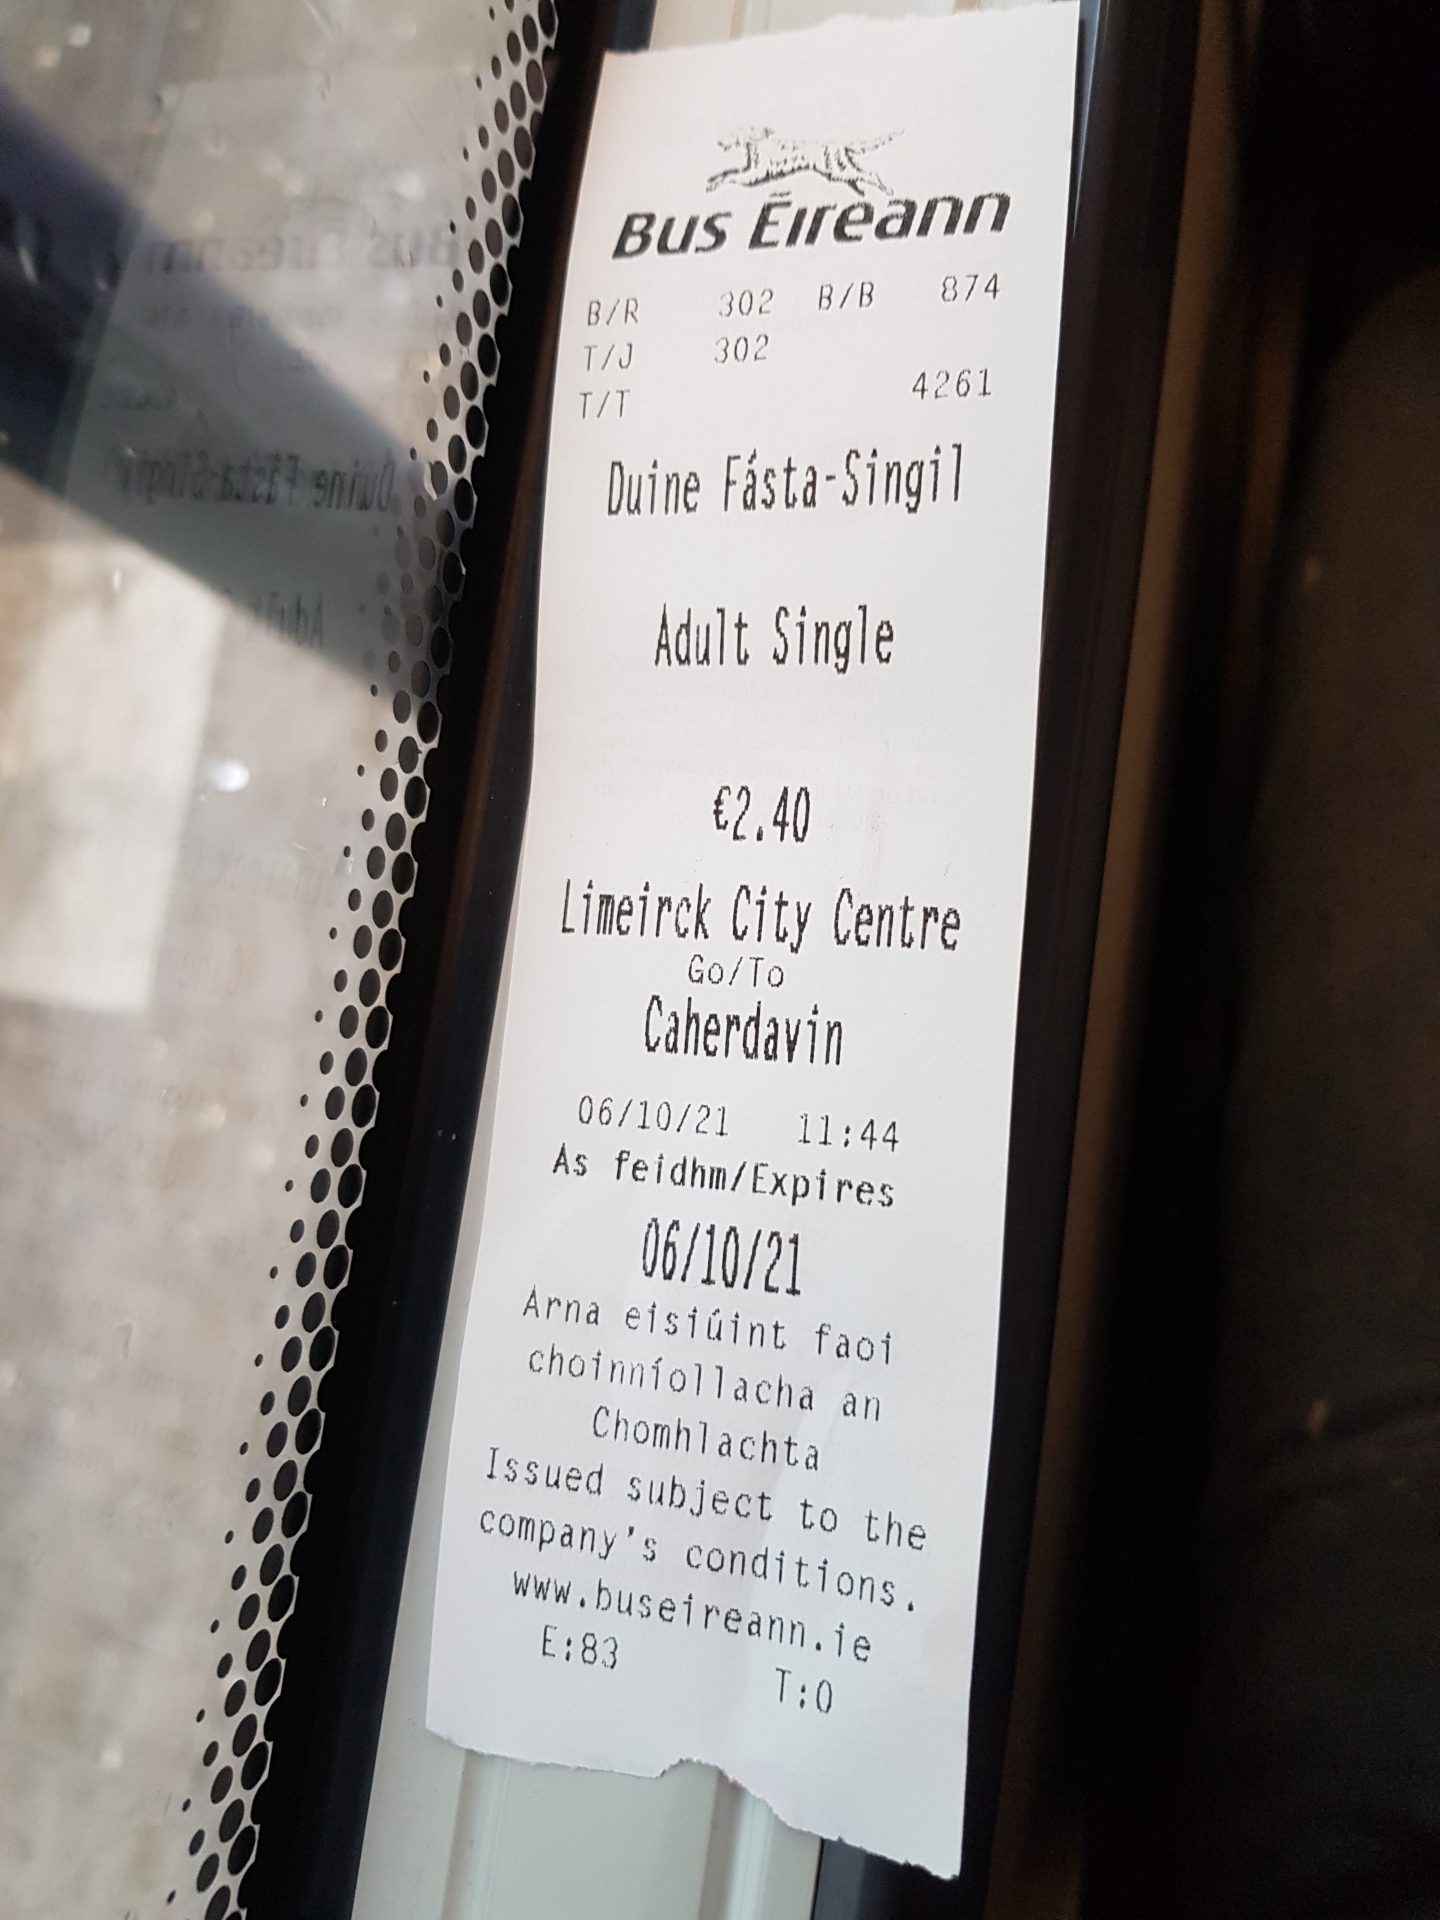 Bus Éireann
B/R 302 B/B 874
T/J 302
T/T 4261
Duine Fásta-Singil
Adult Single
€2.40
Limeirck City Centre
Go/To
Caherdavin
06/10/21 11:44
As feidhm/Expires
06/10/21
Arna eisiúint faoi
choinníollacha an
Chomhlachta
Issued subject to the
company's conditions.
www.buseireann.ie
E:83 T:0